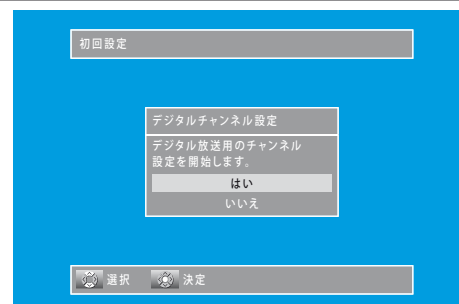 初回設定
デジタルチャンネル設定
デジタル放送用のチャンネル
設定を開始します。
はい
いいえ
選択 決定